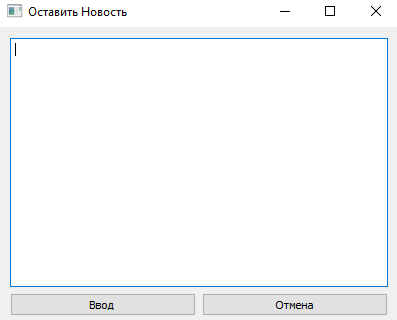 Оставить Новость
Ввод
Отмена